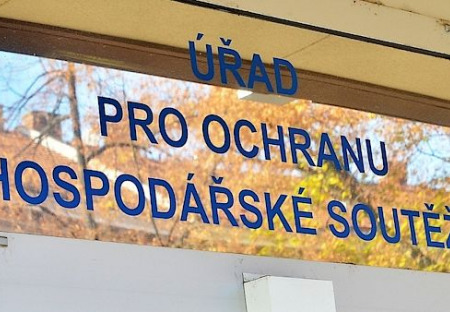 ÚŘAD
PRO OCHRANU
HOSPODÁŘSKÉ SOUTĚŽ